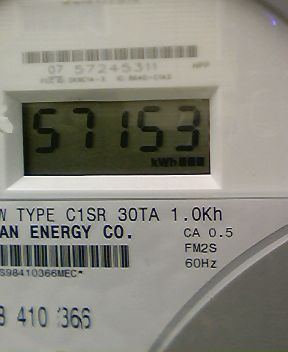 07 57245311
57153
kWh
W TYPE C1SR 30TA 1.0Kh
AN ENERGY CO.
CA 0.5
FM2S
60Hz
S98410366MEC*
8 410 366